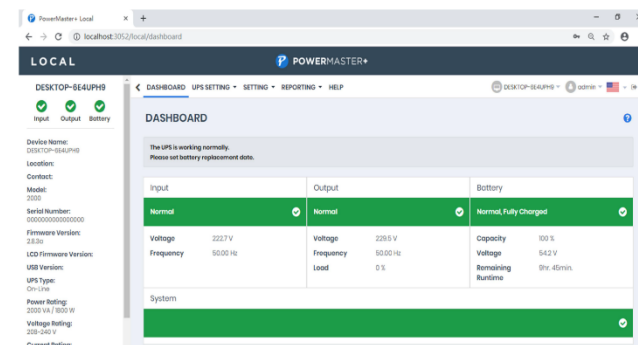 PowerMaster+ Local
localhost:3052/local/dashboard
LOCAL
POWERMASTER+
DESKTOP-6E4UPH9
DASHBOARD UPS SETTING SETTING REPORTING HELP
DESKTOP-6E4UPH9 admin
Input Output Battery
DASHBOARD
Device Name:
DESKTOP-6E4UPH9
Location:
Contact:
Model:
2000
Serial Number:
000000000000000
Firmware Version:
2.8.3a
LCD Firmware Version:
USB Version:
UPS Type:
On-Line
Power Rating:
2000 VA / 1800 W
Voltage Rating:
208-240 V
Current Rating:
The UPS is working normally.
Please set battery replacement date.
Input Output Battery
Normal Normal Normal, Fully Charged
Voltage 222.7 V Voltage 229.5 V Capacity 100 %
Frequency 50.00 Hz Frequency 50.00 Hz Voltage 54.2 V
Load 0 % Remaining Runtime 9hr. 45min.
System